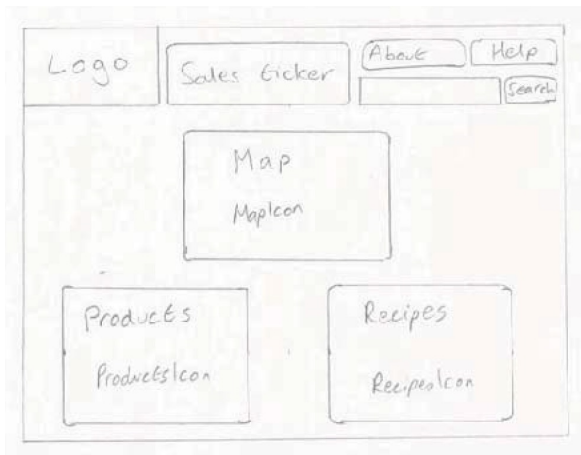 Logo
Sales ticker
About
Help
Search
Map
MapIcon
Products
ProductsIcon
Recipes
RecipesIcon